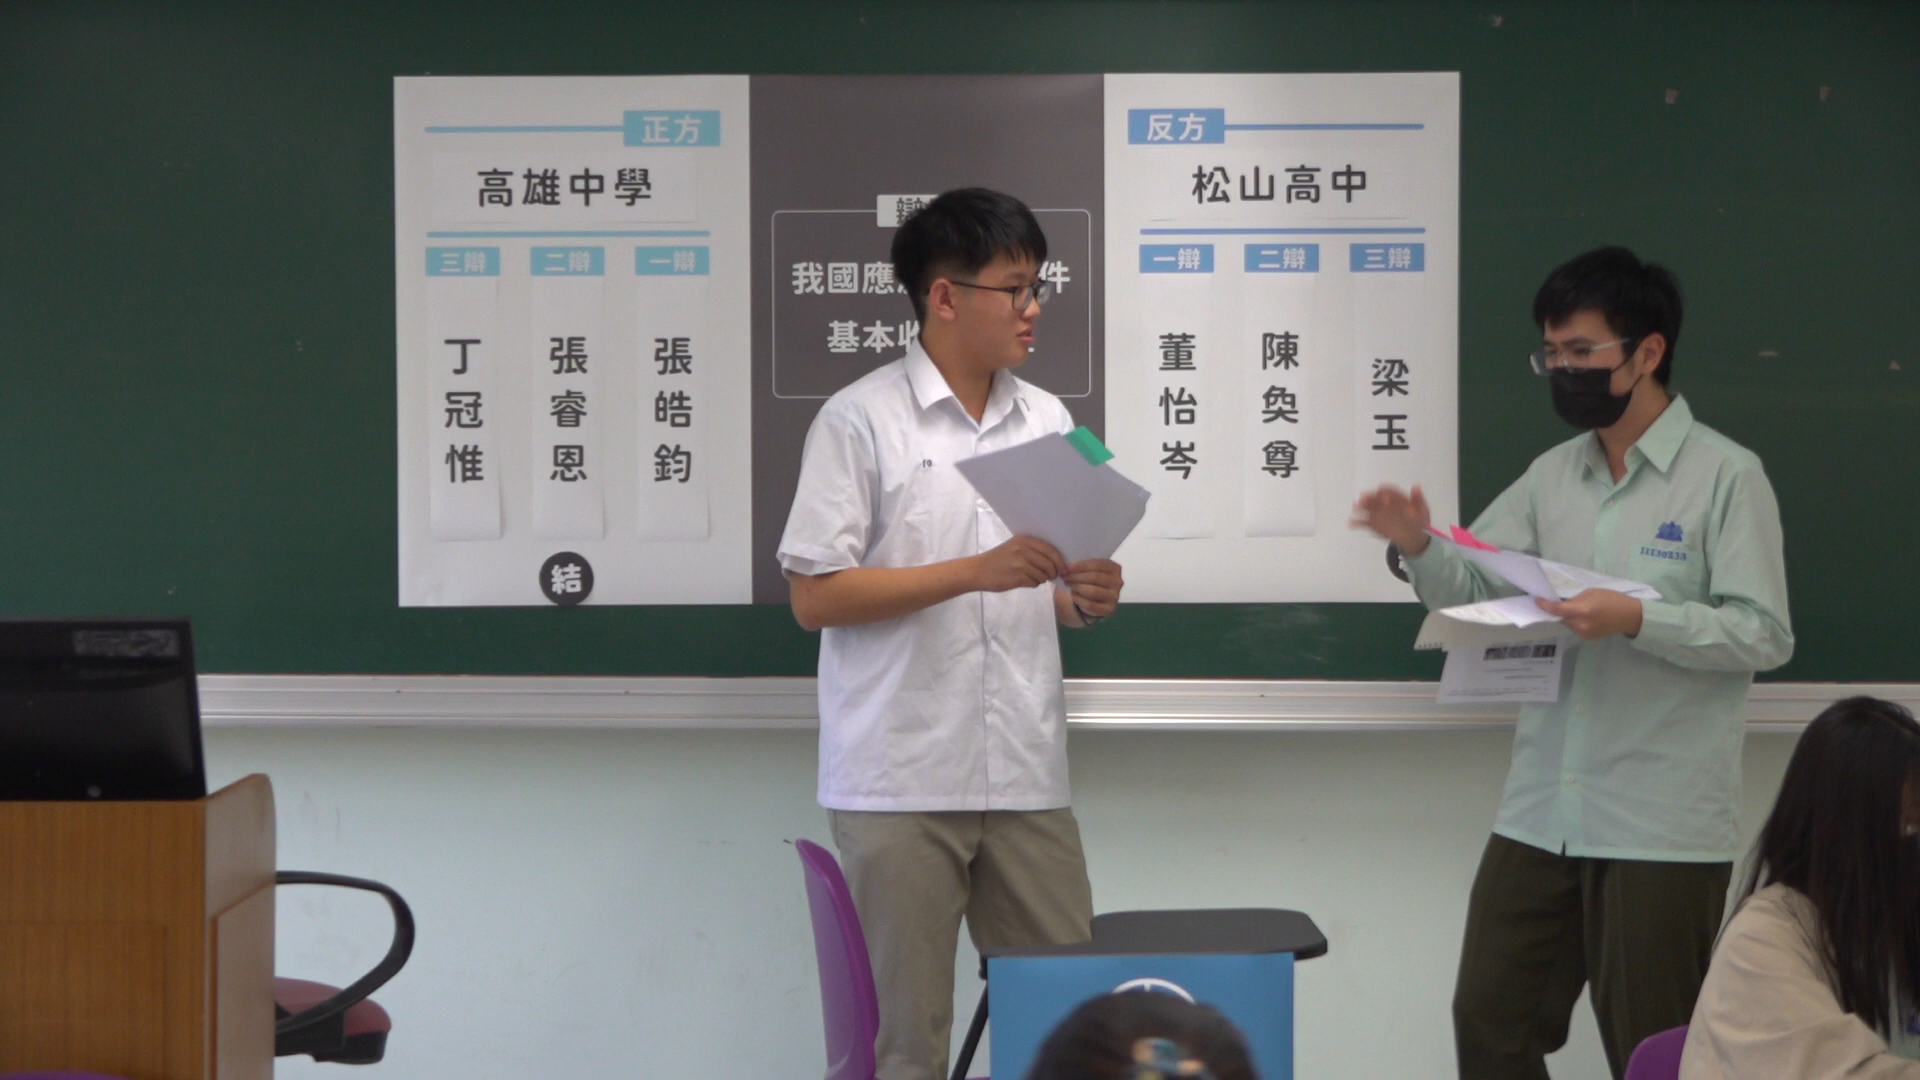 正方
高雄中學
三辯 二辯 一辯
丁冠惟
張睿恩
張皓鈞
結
辯
我國應 件
基本收
反方
松山高中
一辯 二辯 三辯
董怡岑
陳奐尊
梁玉
11130233